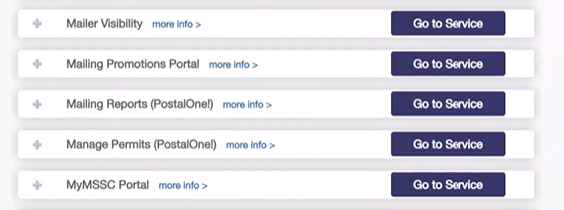 Mailer Visibility more info > Go to Service
Mailing Promotions Portal more info > Go to Service
Mailing Reports (PostalOne!) more info > Go to Service
Manage Permits (PostalOne!) more info > Go to Service
MyMSSC Portal more info > Go to Service